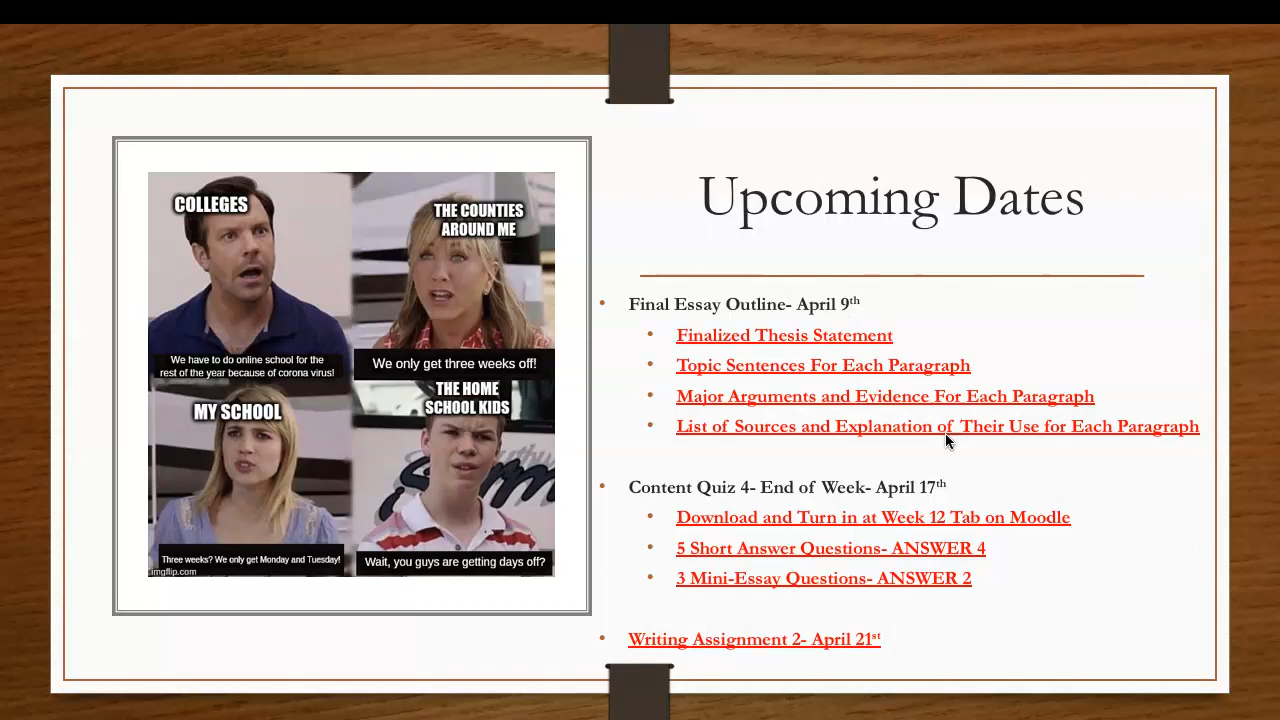 COLLEGES
We have to do online school for the
rest of the year because of corona virus!
THE COUNTIES
AROUND ME
We only get three weeks off!
MY SCHOOL
Three weeks? We only get Monday and Tuesday!
imgflip.com
THE HOME
SCHOOL KIDS
Wait, you guys are getting days off?
Upcoming Dates
• Final Essay Outline- April 9th
• Finalized Thesis Statement
• Topic Sentences For Each Paragraph
• Major Arguments and Evidence For Each Paragraph
• List of Sources and Explanation of Their Use for Each Paragraph
• Content Quiz 4- End of Week- April 17th
• Download and Turn in at Week 12 Tab on Moodle
• 5 Short Answer Questions- ANSWER 4
• 3 Mini-Essay Questions- ANSWER 2
• Writing Assignment 2- April 21st